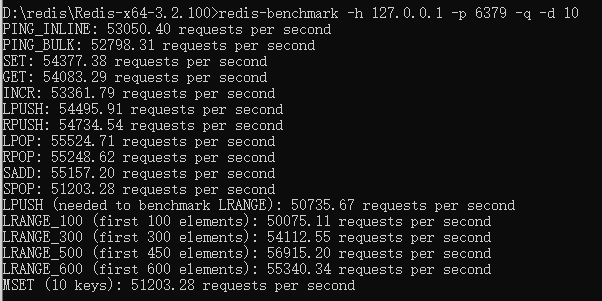 D:\redis\Redis-x64-3.2.100>redis-benchmark -h 127.0.0.1 -p 6379 -q -d 10
PING_INLINE: 53050.40 requests per second
PING_BULK: 52798.31 requests per second
SET: 54377.38 requests per second
GET: 54083.29 requests per second
INCR: 53361.79 requests per second
LPUSH: 54495.91 requests per second
RPUSH: 54734.54 requests per second
LPOP: 55524.71 requests per second
RPOP: 55248.62 requests per second
SADD: 55157.20 requests per second
SPOP: 51203.28 requests per second
LPUSH (needed to benchmark LRANGE): 50735.67 requests per second
LRANGE_100 (first 100 elements): 50075.11 requests per second
LRANGE_300 (first 300 elements): 54112.55 requests per second
LRANGE_500 (first 450 elements): 56915.20 requests per second
LRANGE_600 (first 600 elements): 55340.34 requests per second
MSET (10 keys): 51203.28 requests per second